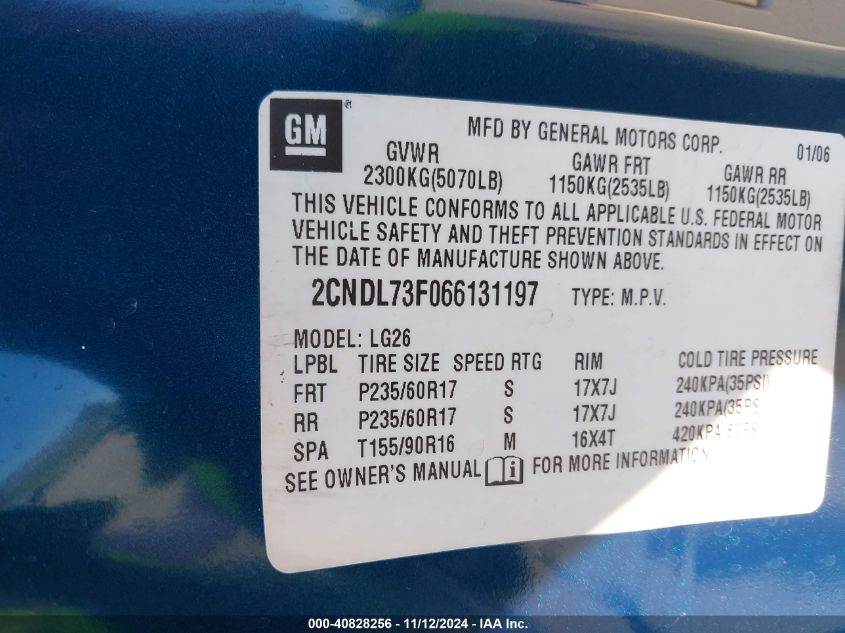 GM®
MFD BY GENERAL MOTORS CORP. 01/06
GVWR GAWR FRT GAWR RR
2300KG(5070LB) 1150KG(2535LB) 1150KG(2535LB)
THIS VEHICLE CONFORMS TO ALL APPLICABLE U.S. FEDERAL MOTOR
VEHICLE SAFETY AND THEFT PREVENTION STANDARDS IN EFFECT ON
THE DATE OF MANUFACTURE SHOWN ABOVE.
2CNDL73F066131197 TYPE: M.P.V.
MODEL: LG26
LPBL TIRE SIZE SPEED RTG RIM COLD TIRE PRESSURE
FRT P235/60R17 S 17X7J 240KPA(35PSI)
RR P235/60R17 S 17X7J 240KPA(35PS
SPA T155/90R16 M 16X4T 420KPA
SEE OWNER'S MANUAL i FOR MORE INFORMATION
000-40828256 - 11/12/2024 - IAA Inc.